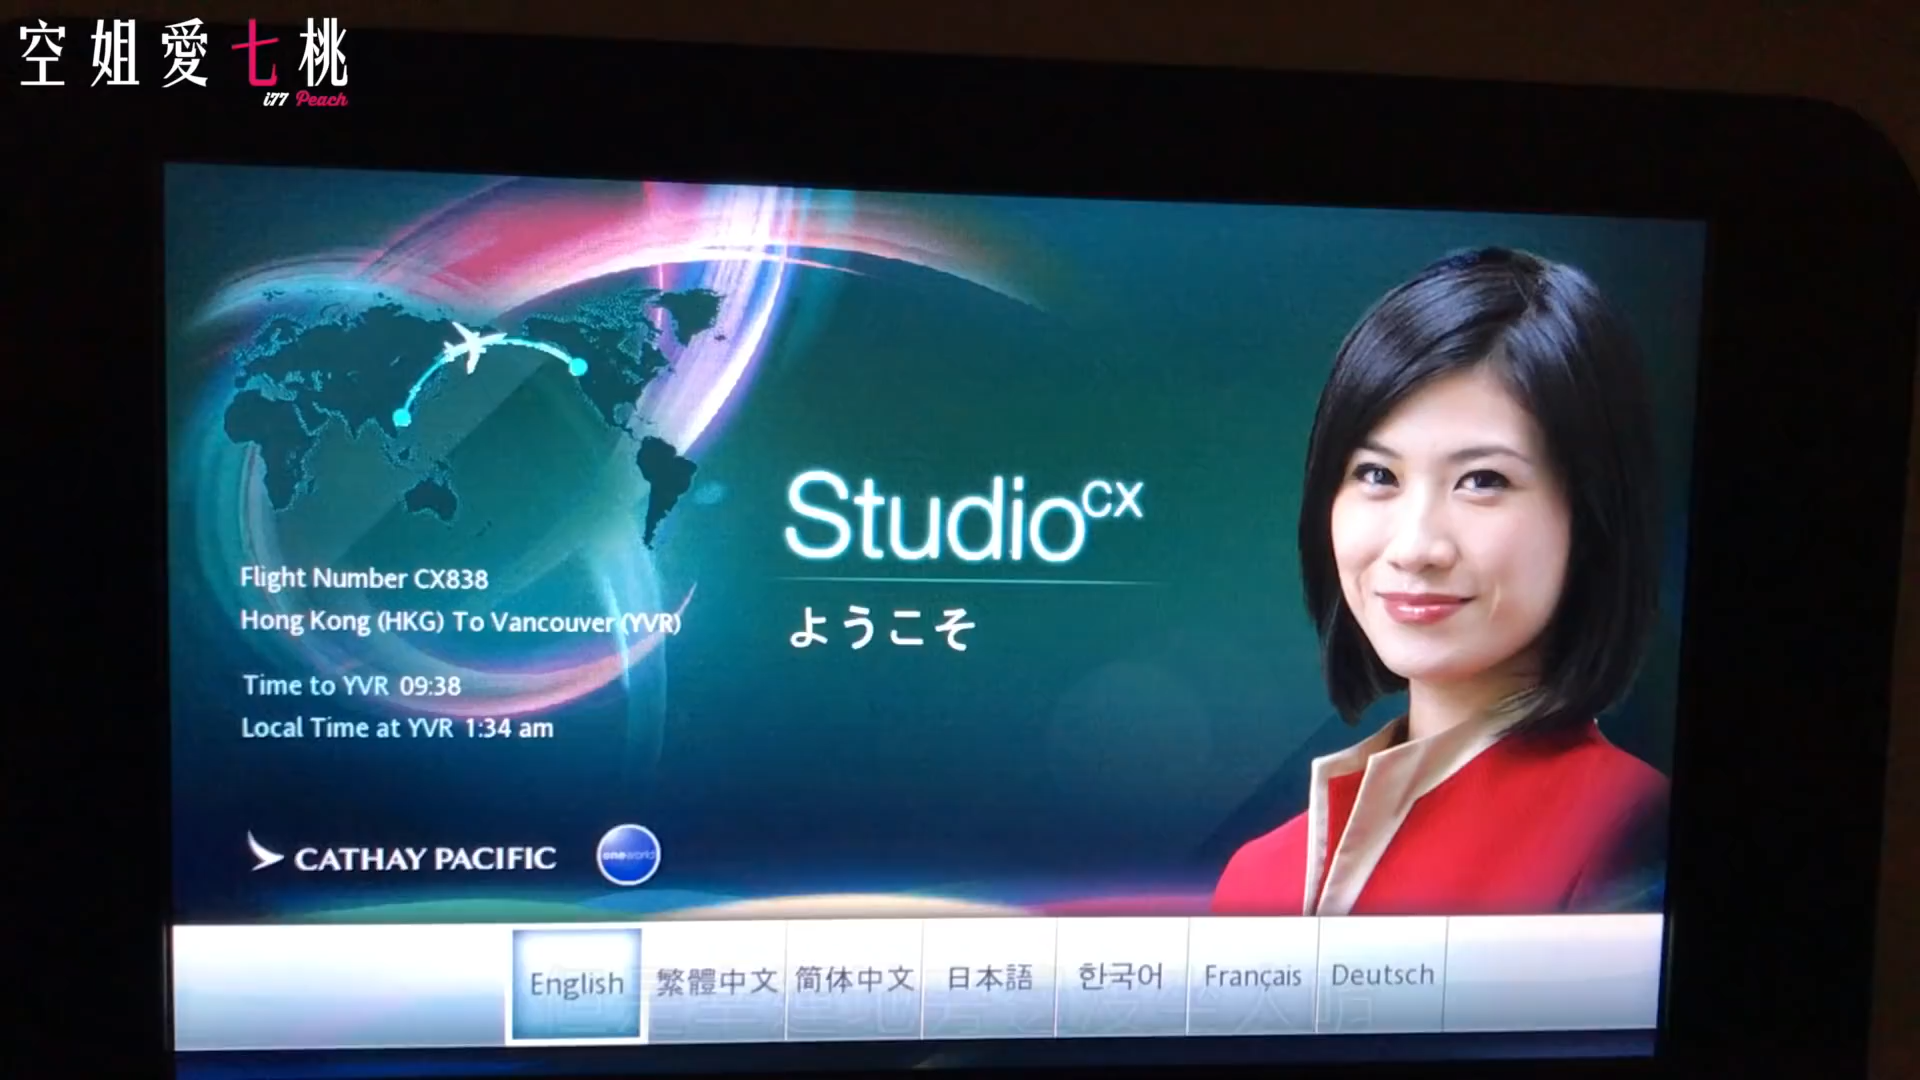 空姐愛七桃
i77 Peach
Studio CX
ようこそ
Flight Number CX838
Hong Kong (HKG) To Vancouver (YVR)
Time to YVR 09:38
Local Time at YVR 1:34 am
CATHAY PACIFIC
oneworld
English
繁體中文
简体中文
日本語
한국어
Français
Deutsch